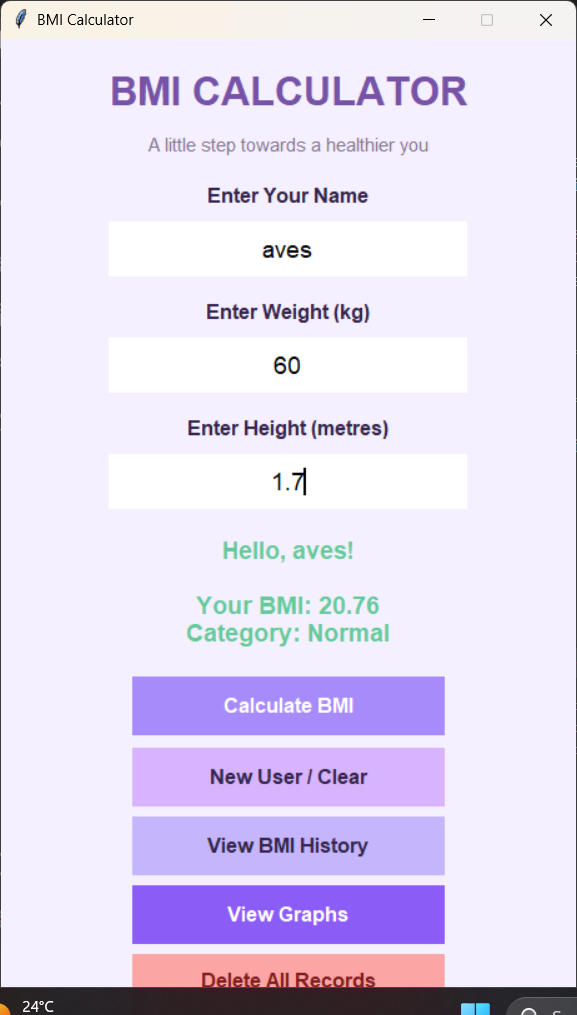 BMI Calculator
BMI CALCULATOR
A little step towards a healthier you
Enter Your Name
aves
Enter Weight (kg)
60
Enter Height (metres)
1.7
Hello, aves!
Your BMI: 20.76
Category: Normal
Calculate BMI
New User / Clear
View BMI History
View Graphs
Delete All Records
24°C